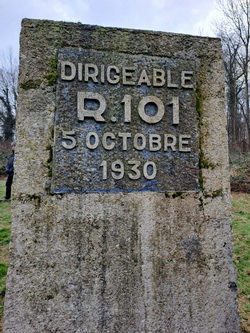 DIRIGEABLE
R.101
5 OCTOBRE
1930